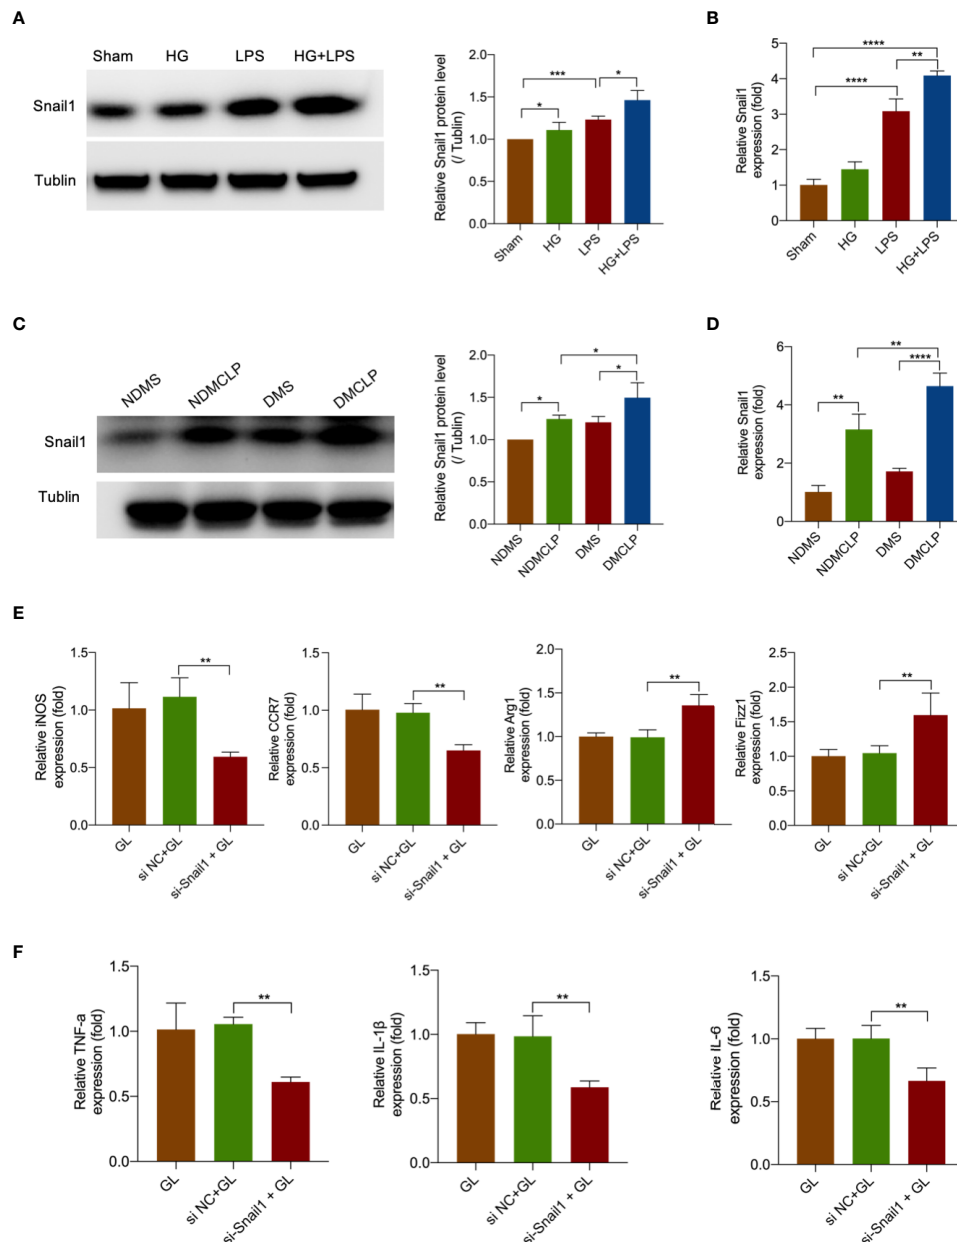 A
Sham HG LPS HG+LPS
Snail1
Tublin
Relative Snail1 protein level
(/ Tublin)
2.0
1.5
1.0
0.5
0.0
***
*
*
Sham
HG
LPS
HG+LPS
B
Relative Snail1
expression (fold)
5
4
3
2
1
0
****
**
****
Sham
HG
LPS
HG+LPS
C
NDMS
NDMCLP
DMS
DMCLP
Snail1
Tublin
Relative Snail1 protein level
(/ Tublin)
2.0
1.5
1.0
0.5
0.0
*
*
*
NDMS
NDMCLP
DMS
DMCLP
D
Relative Snail1
expression (fold)
6
4
2
0
**
****
**
NDMS
NDMCLP
DMS
DMCLP
E
Relative iNOS
expression (fold)
1.5
1.0
0.5
0.0
**
GL
si NC+GL
si-Snail1 + GL
Relative CCR7
expression (fold)
1.5
1.0
0.5
0.0
**
GL
si NC+GL
si-Snail1 + GL
Relative Arg1
expression (fold)
2.0
1.5
1.0
0.5
0.0
**
GL
si NC+GL
si-Snail1 + GL
Relative Fizz1
expression (fold)
2.5
2.0
1.5
1.0
0.5
0.0
**
GL
si NC+GL
si-Snail1 + GL
F
Relative TNF-a
expression (fold)
1.5
1.0
0.5
0.0
**
GL
si NC+GL
si-Snail1 + GL
Relative IL-1β
expression (fold)
1.5
1.0
0.5
0.0
**
GL
si NC+GL
si-Snail1 + GL
Relative IL-6
expression (fold)
1.5
1.0
0.5
0.0
**
GL
si NC+GL
si-Snail1 + GL